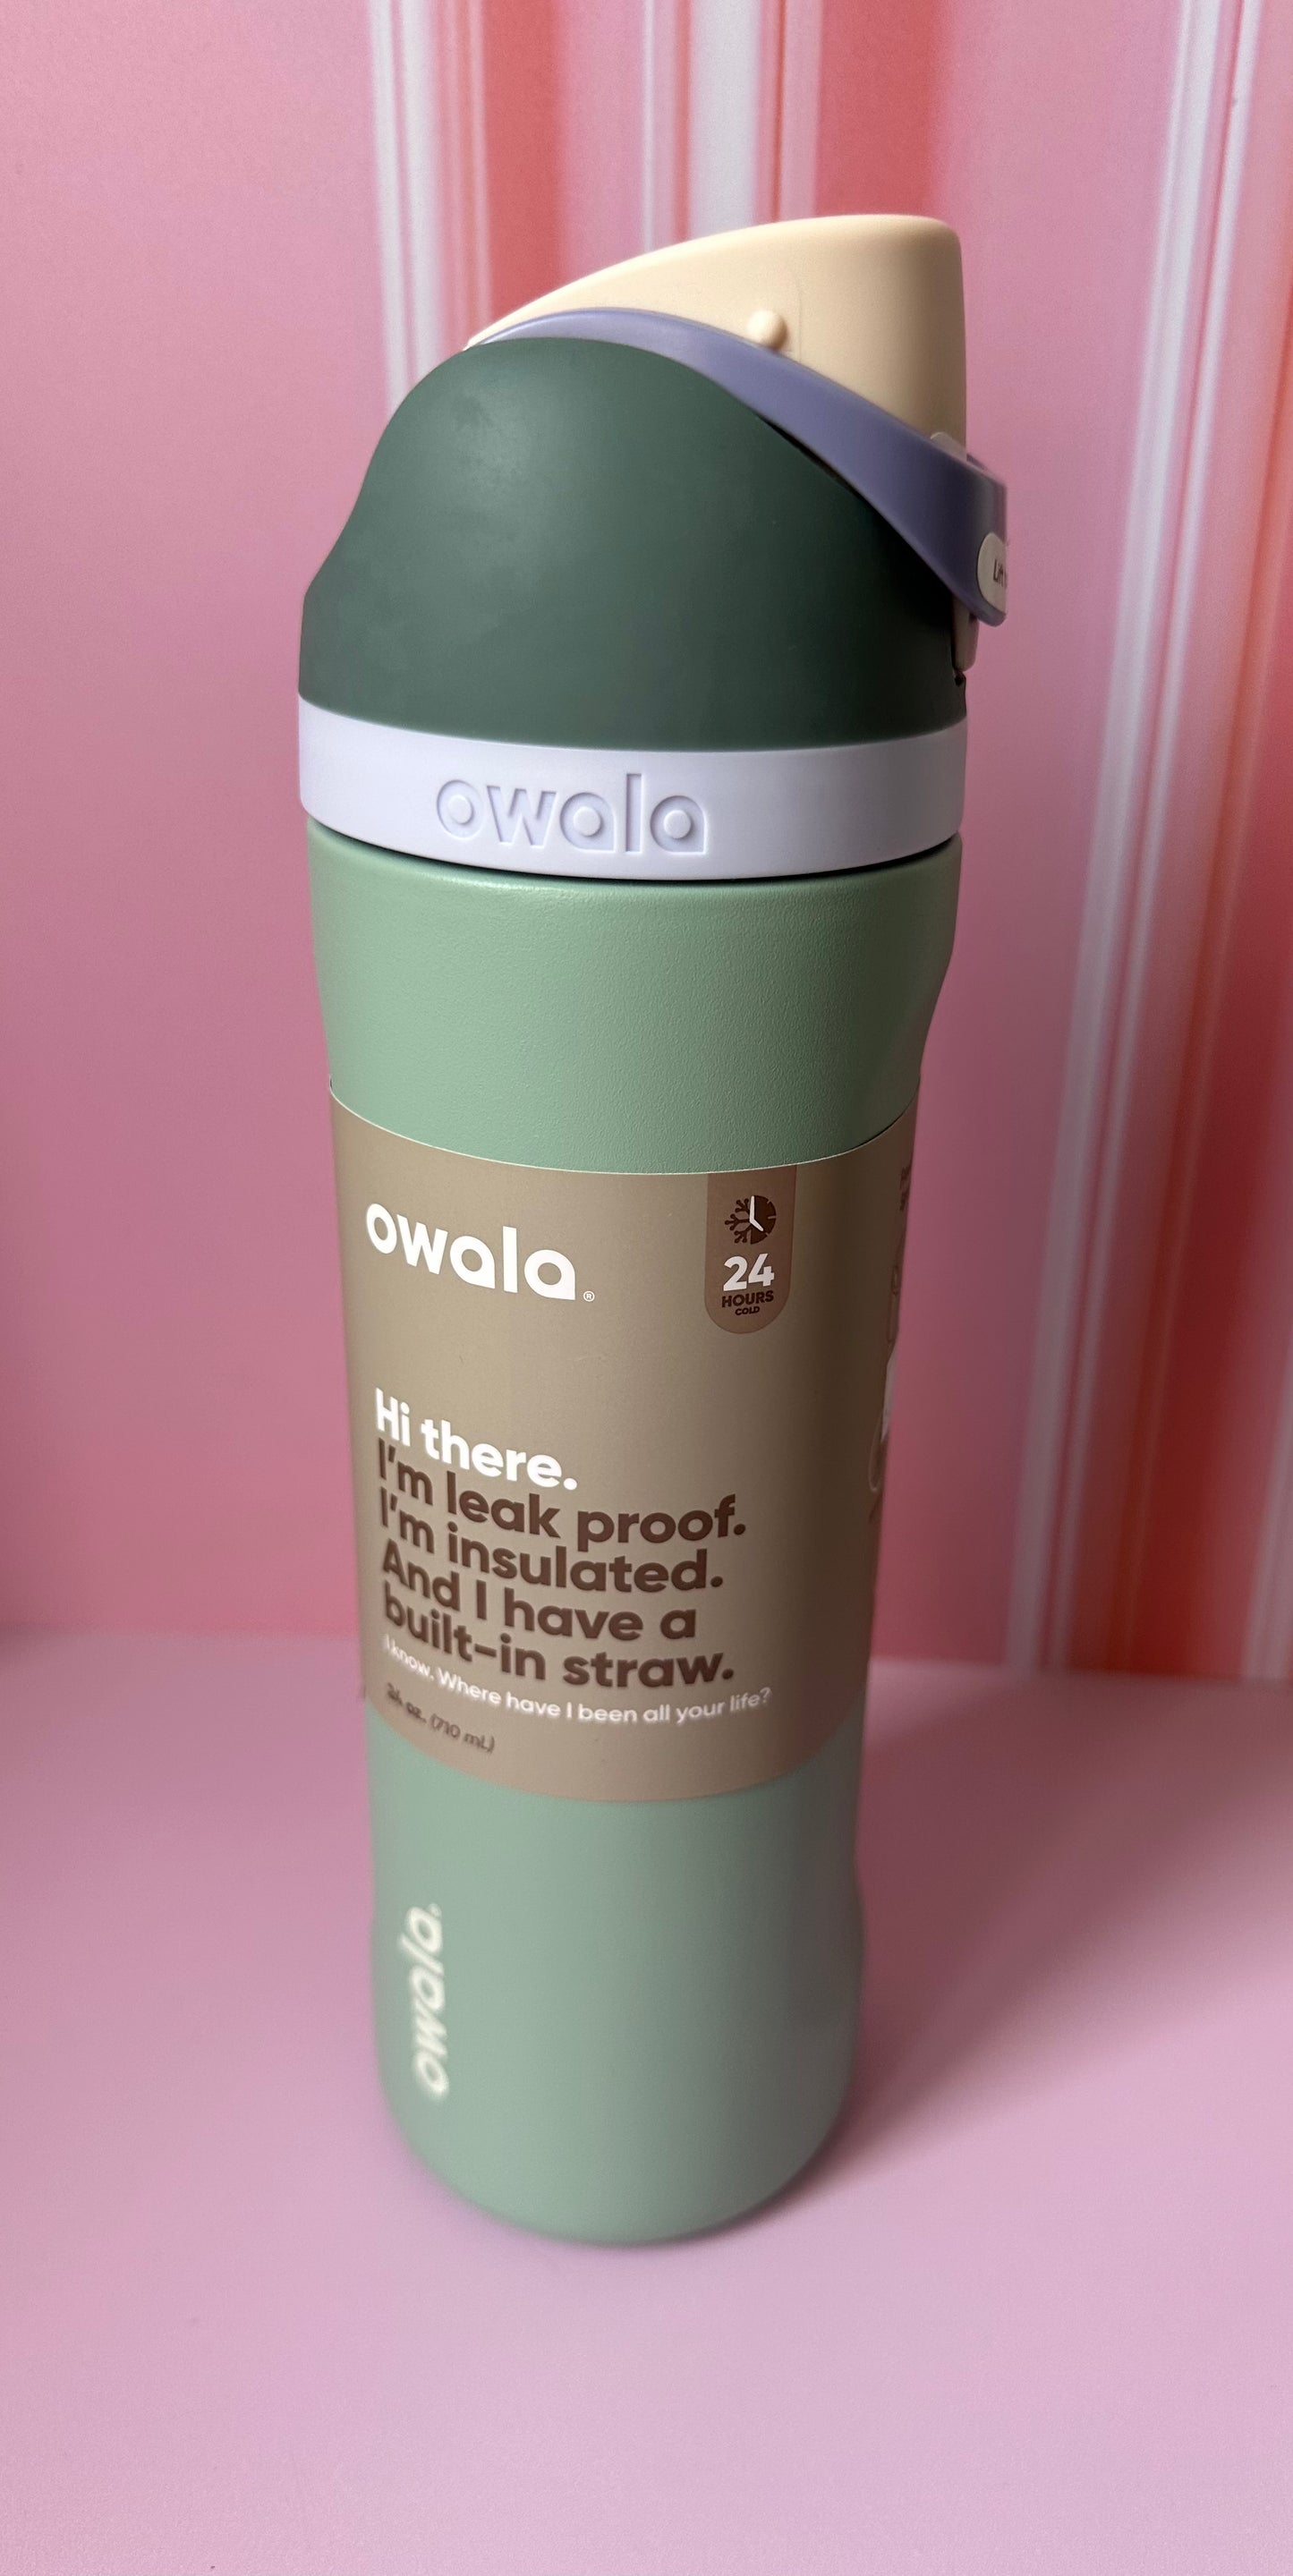 owala
owala®
24
HOURS
COLD
Hi there.
I'm leak proof.
I'm insulated.
And I have a
built-in straw.
I know. Where have I been all your life?
24 oz. (710 mL)
owala